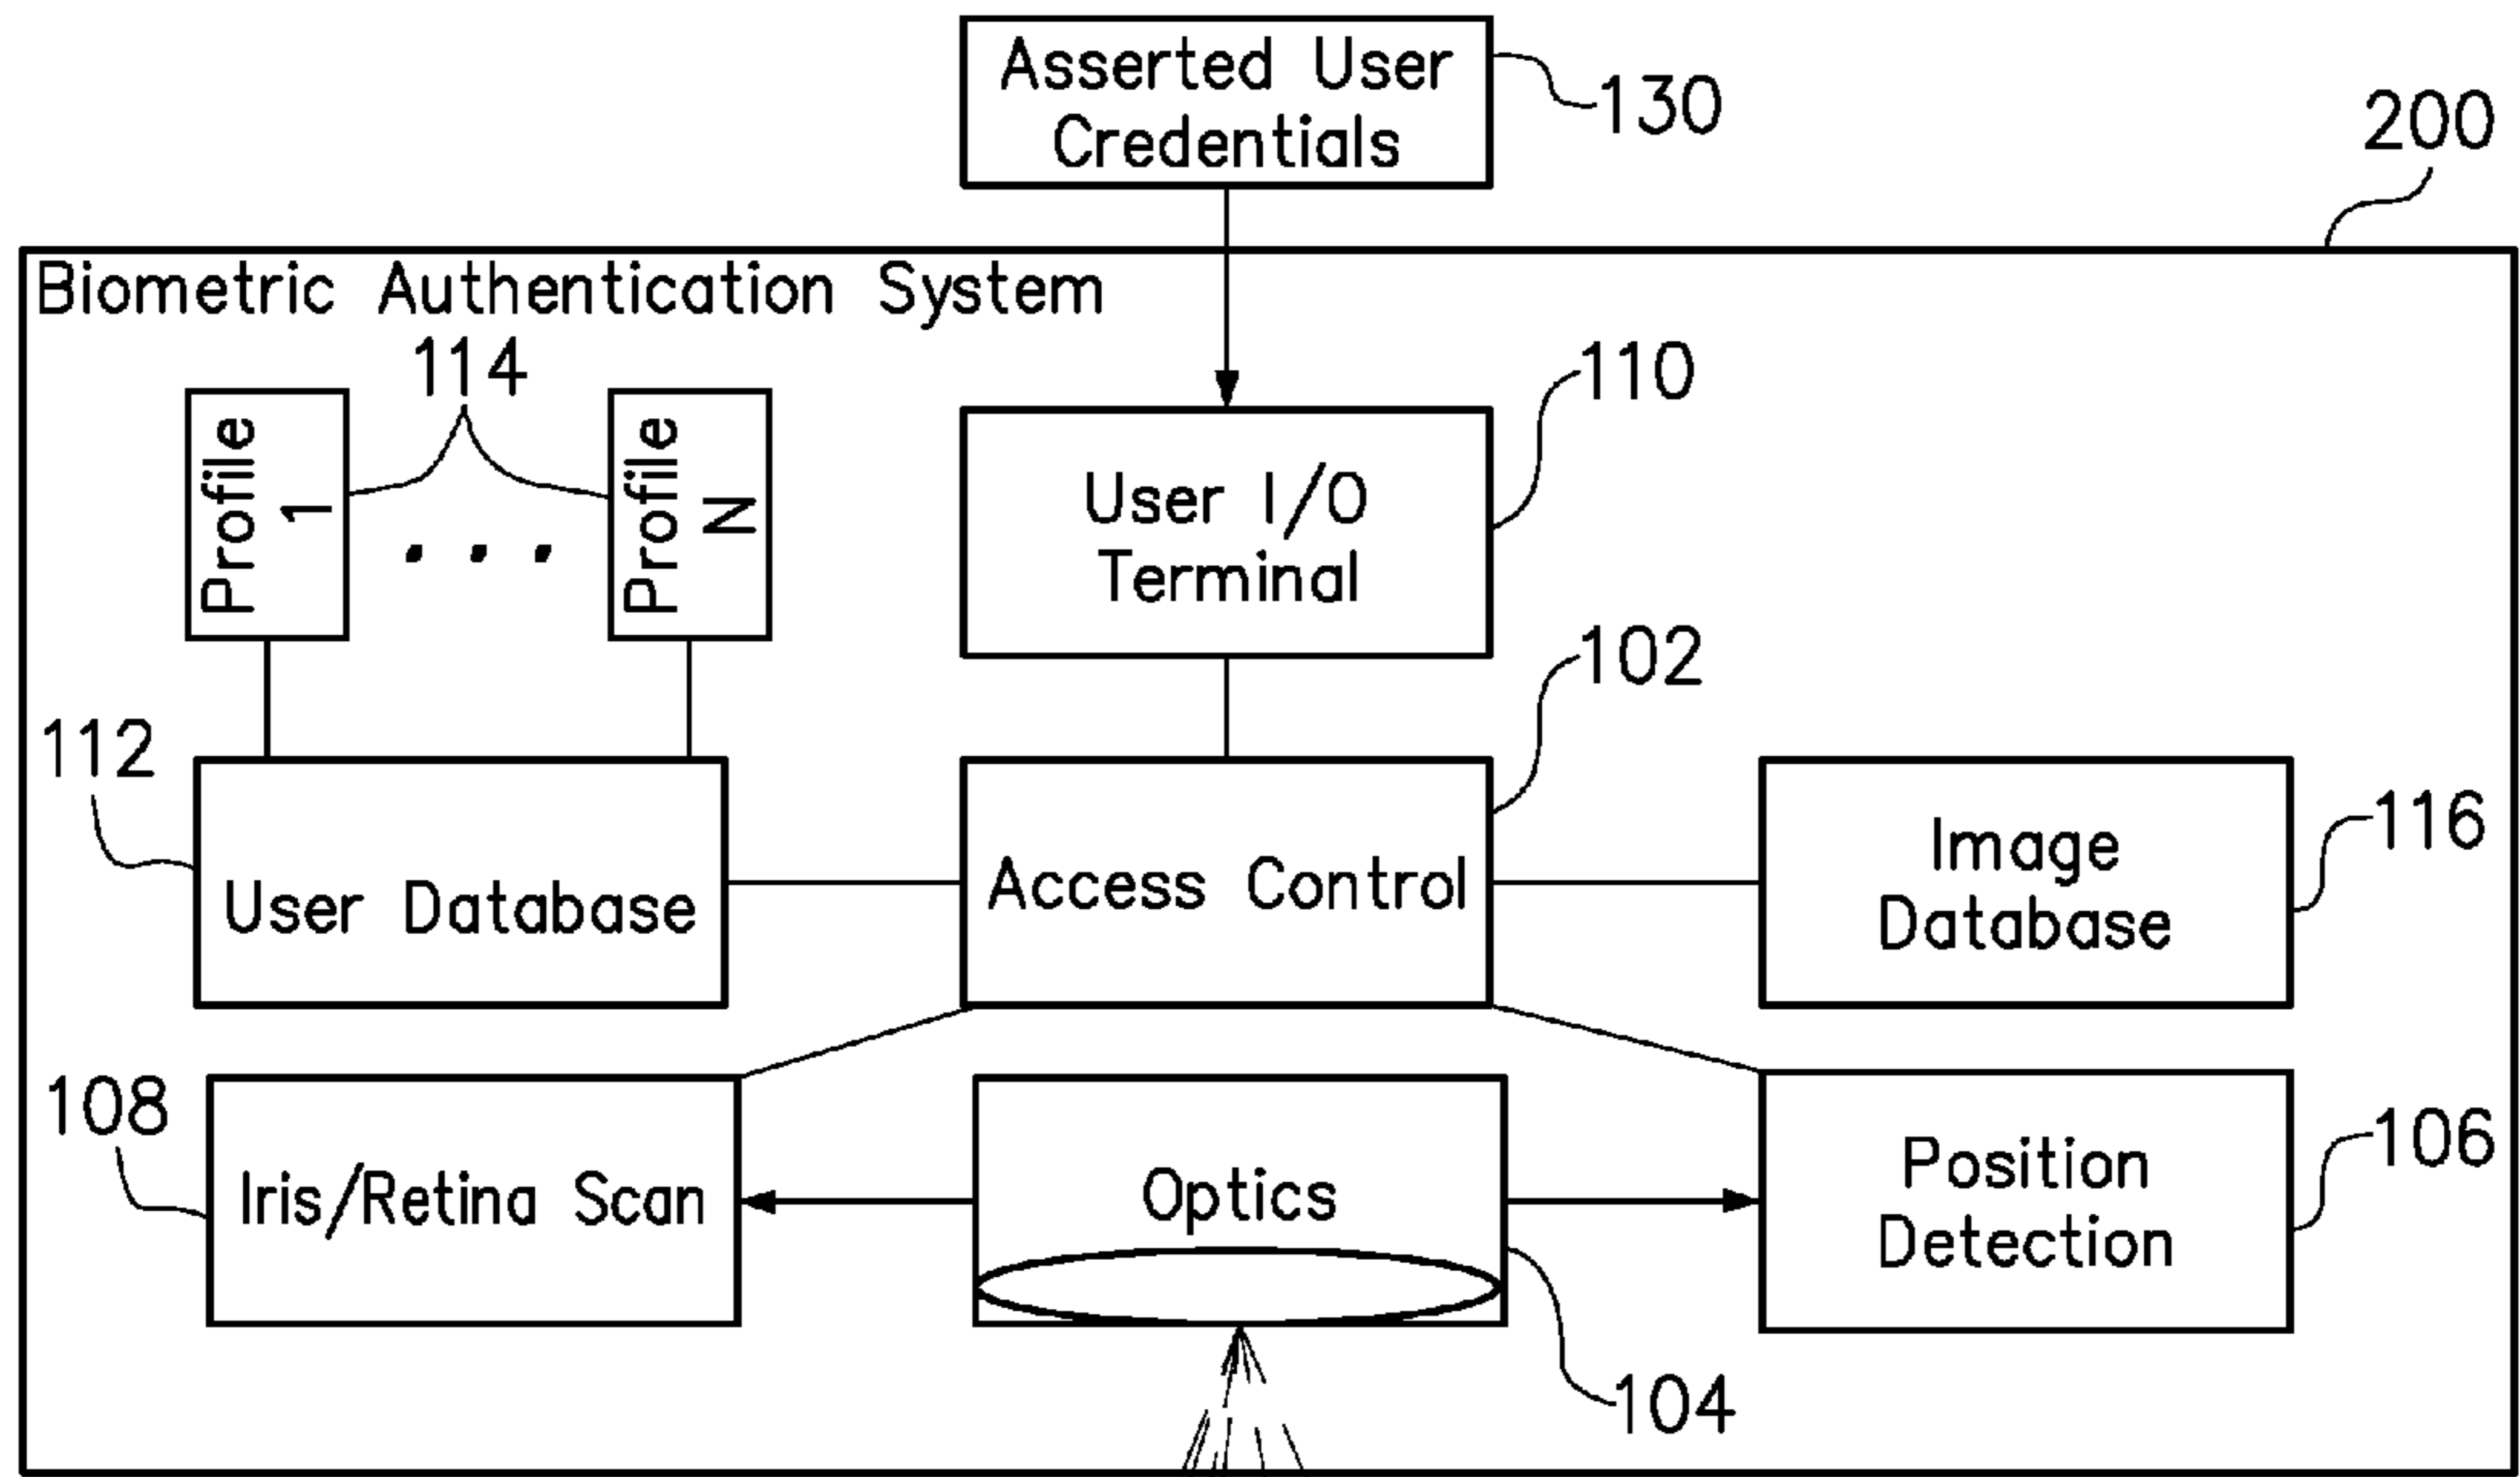 Asserted User
Credentials
130
200
Biometric Authentication System
114
Profile
1
Profile
N
. . .
User I/O
Terminal
110
102
112
User Database
Access Control
Image
Database
116
108
Iris/Retina Scan
Optics
Position
Detection
106
104